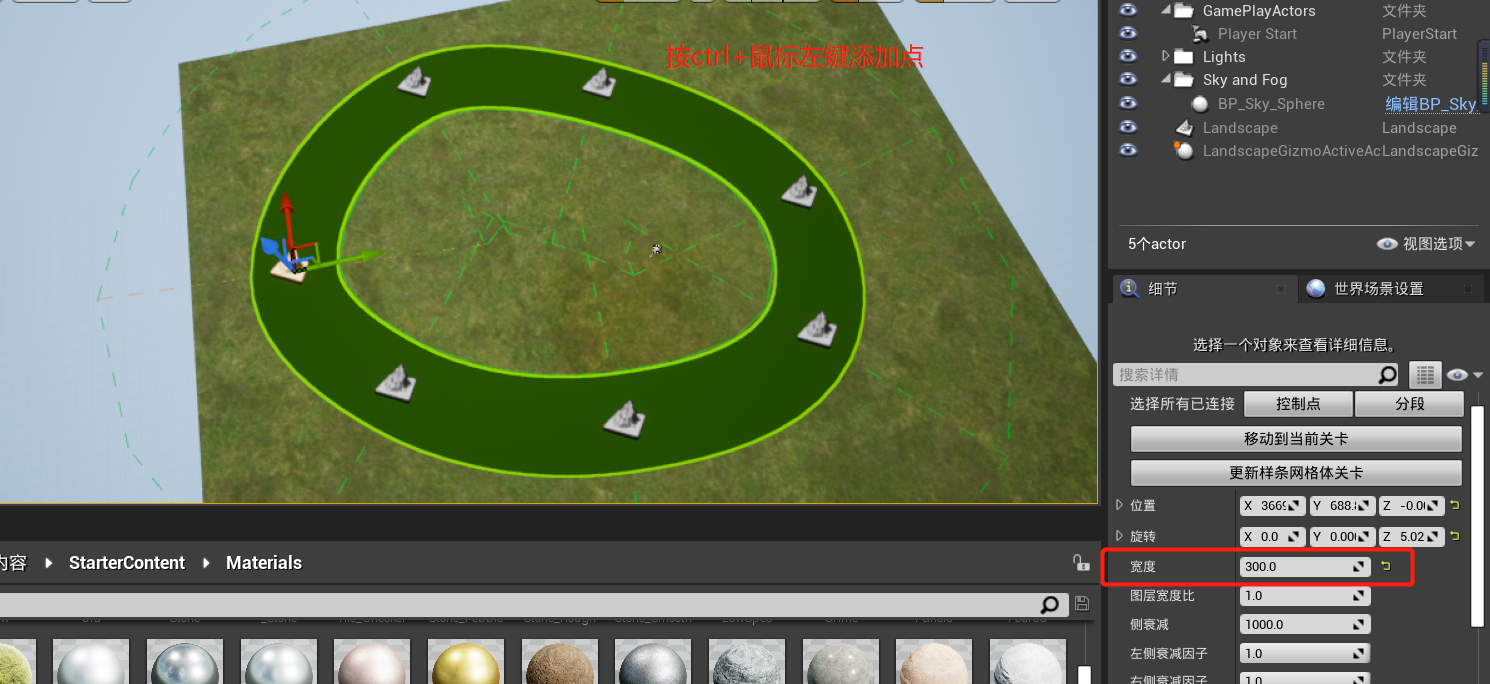 按ctrl+鼠标左键添加点
GamePlayActors 文件夹
Player Start PlayerStart
Lights 文件夹
Sky and Fog 文件夹
BP_Sky_Sphere 编辑BP_Sky
Landscape Landscape
LandscapeGizmoActiveAc LandscapeGiz
5个actor 视图选项
细节 世界场景设置
选择一个对象来查看详细信息。
搜索详情
选择所有已连接 控制点 分段
移动到当前关卡
更新样条网格体关卡
位置 X 3669 Y 688. Z -0.0
旋转 X 0.0 Y 0.00 Z 5.02
宽度 300.0
图层宽度比 1.0
侧衰减 1000.0
左侧衰减因子 1.0
右侧衰减因子 1.0
内容 StarterContent Materials